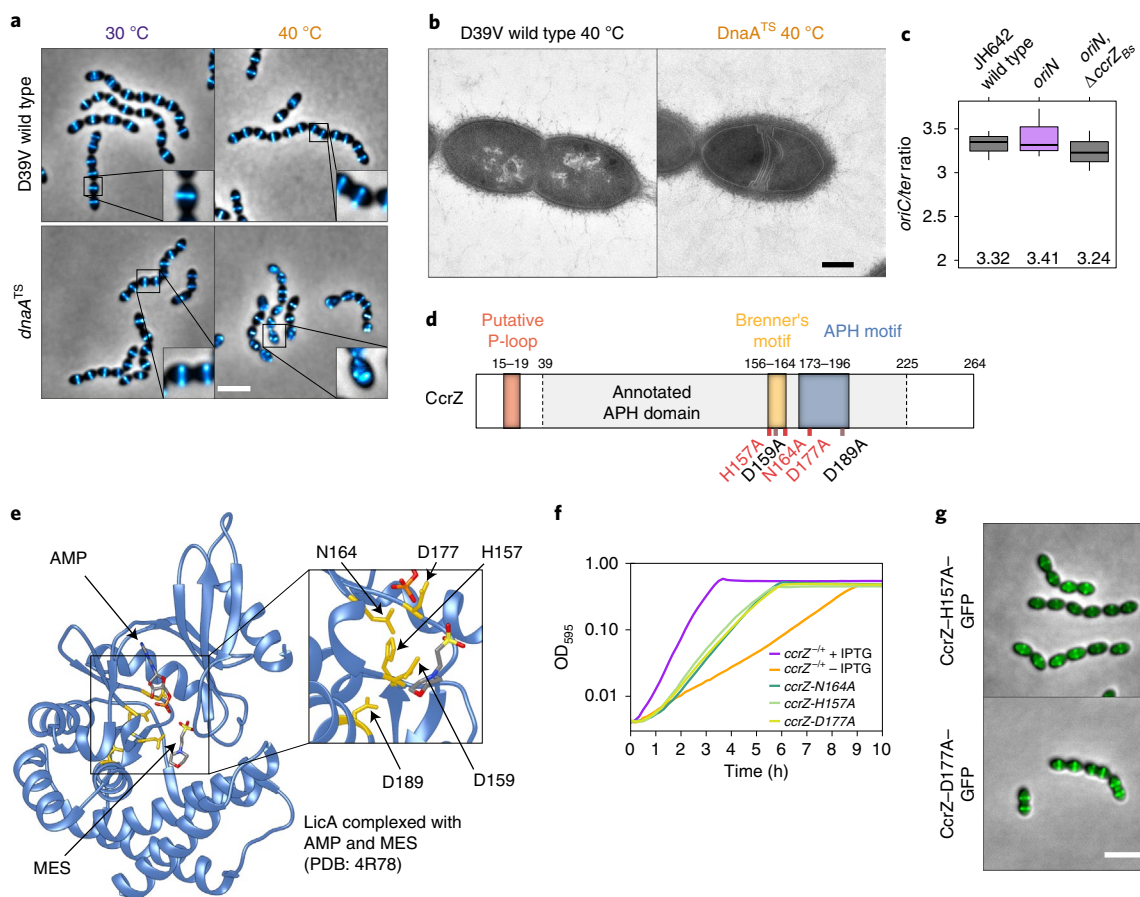 a
30 °C
40 °C
D39V wild type
dnaATS
b
D39V wild type 40 °C
DnaATS 40 °C
c
JH642
wild type
oriN
oriN,
ΔccrZBs
oriC/ter ratio
3.5
3
2.5
2
3.32
3.41
3.24
d
Putative
P-loop
Brenner's
motif
APH motif
15–19
39
156–164
173–196
225
264
CcrZ
Annotated
APH domain
H157A
D159A
N164A
D177A
D189A
e
AMP
MES
N164
D177
H157
D189
D159
LicA complexed with
AMP and MES
(PDB: 4R78)
f
OD595
1.00
0.10
0.01
ccrZ−/+ + IPTG
ccrZ−/+ – IPTG
ccrZ-N164A
ccrZ-H157A
ccrZ-D177A
0 1 2 3 4 5 6 7 8 9 10
Time (h)
g
CcrZ–H157A–
GFP
CcrZ–D177A–
GFP